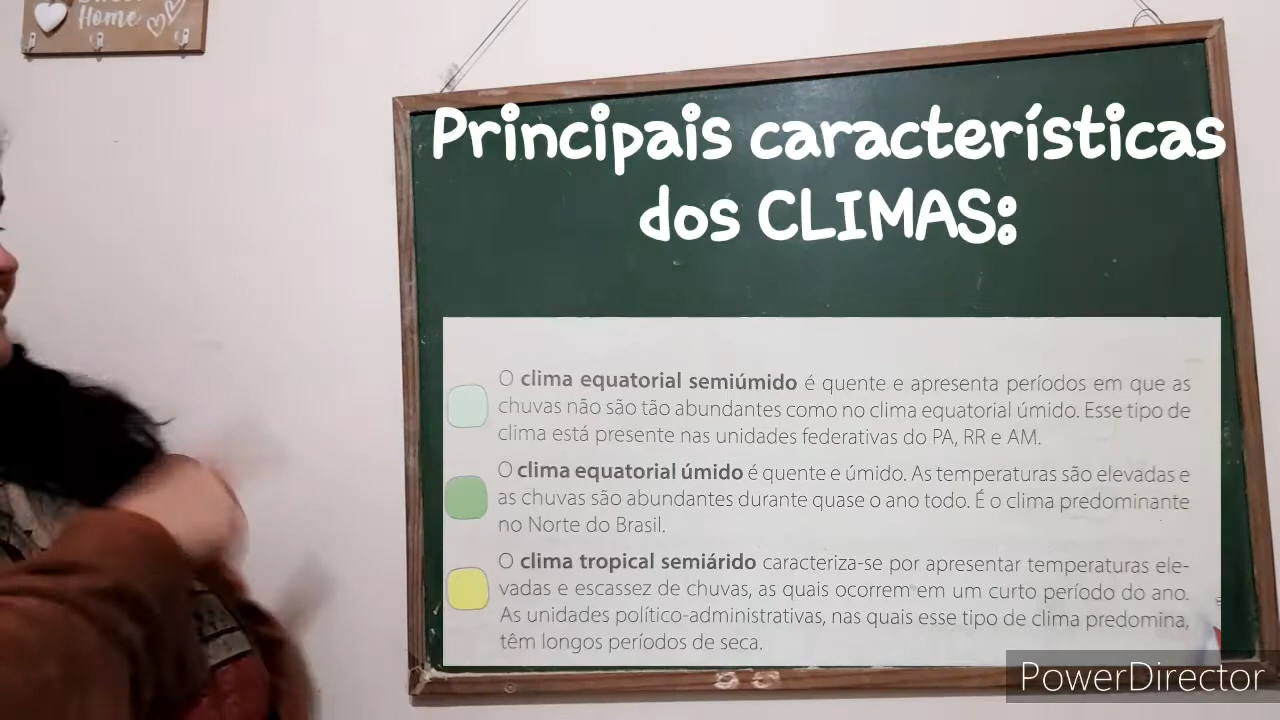 Home
Principais características
dos CLIMAS:
O clima equatorial semiúmido é quente e apresenta períodos em que as
chuvas não são tão abundantes como no clima equatorial úmido. Esse tipo de
clima está presente nas unidades federativas do PA, RR e AM.
O clima equatorial úmido é quente e úmido. As temperaturas são elevadas e
as chuvas são abundantes durante quase o ano todo. É o clima predominante
no Norte do Brasil.
O clima tropical semiárido caracteriza-se por apresentar temperaturas ele-
vadas e escassez de chuvas, as quais ocorrem em um curto período do ano.
As unidades político-administrativas, nas quais esse tipo de clima predomina,
têm longos períodos de seca.
PowerDirector